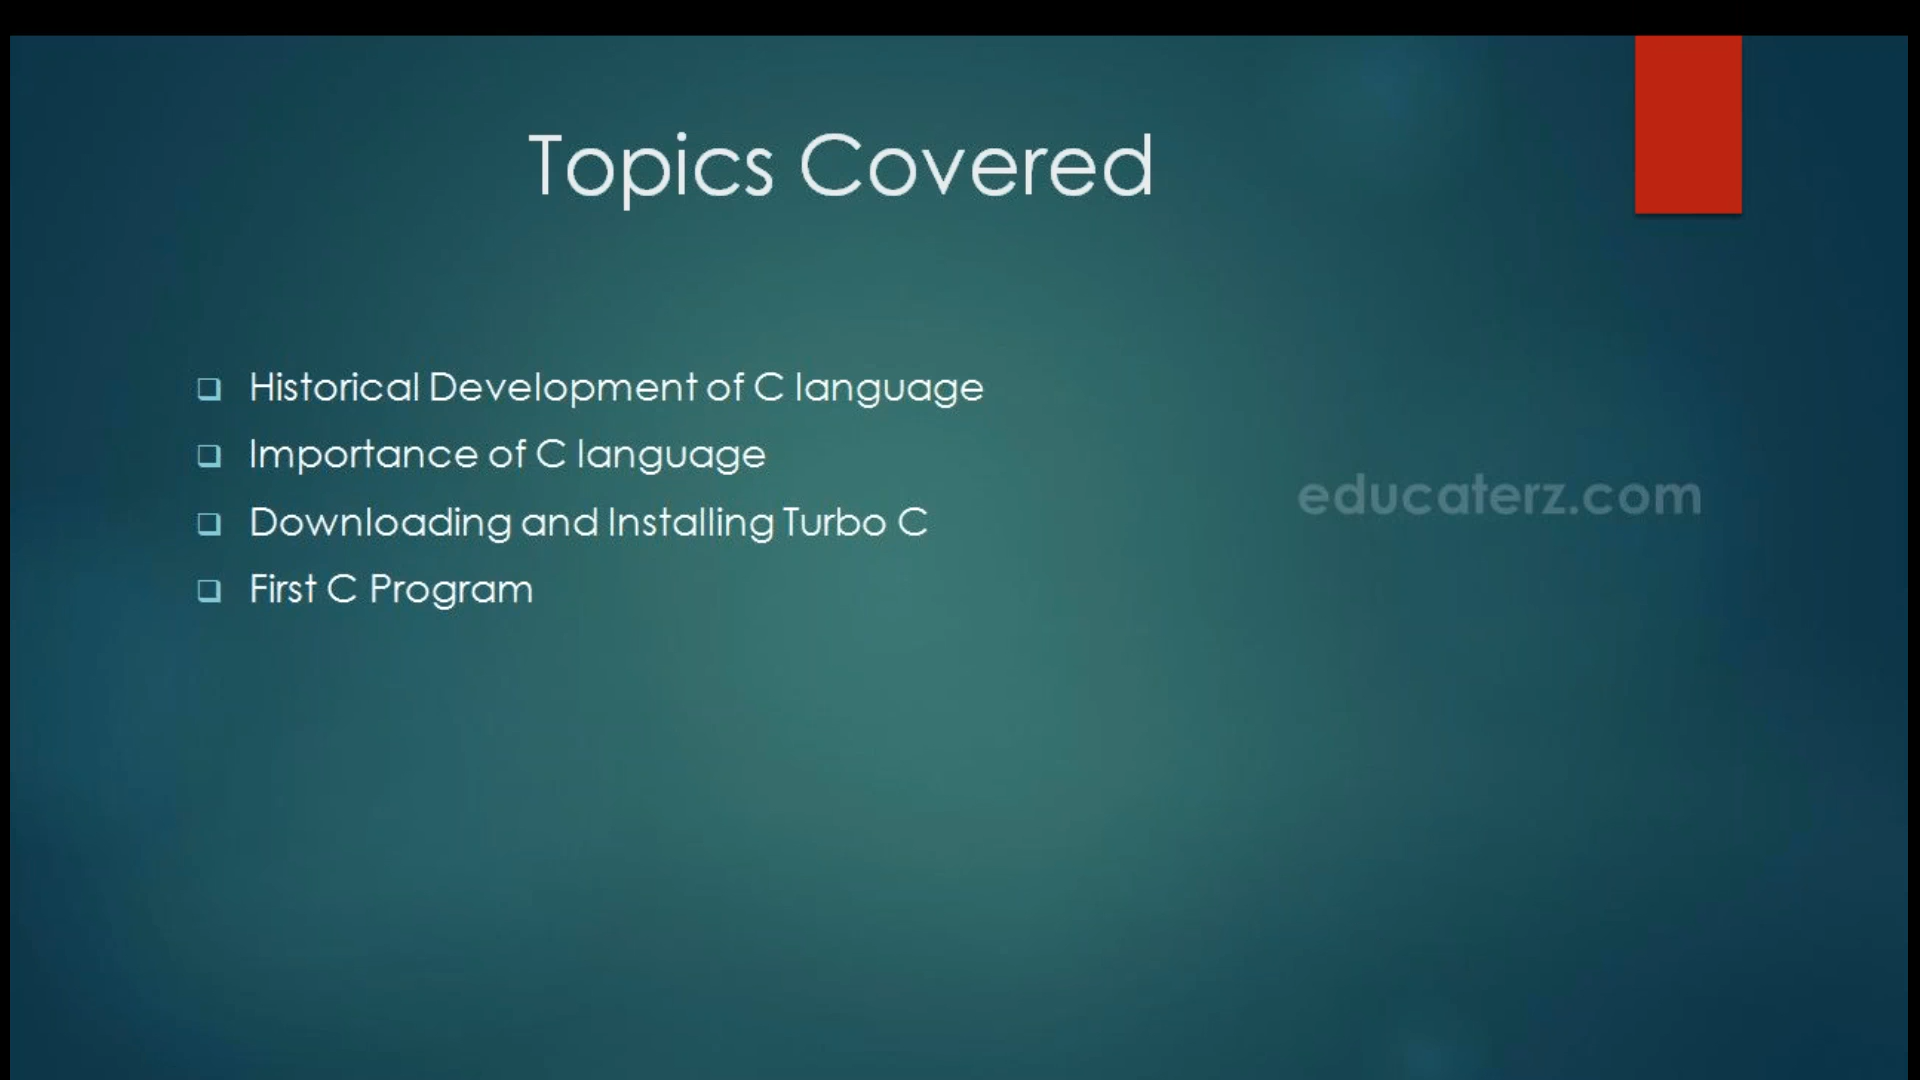 Topics Covered
❑ Historical Development of C language
❑ Importance of C language
❑ Downloading and Installing Turbo C
❑ First C Program
educaterz.com